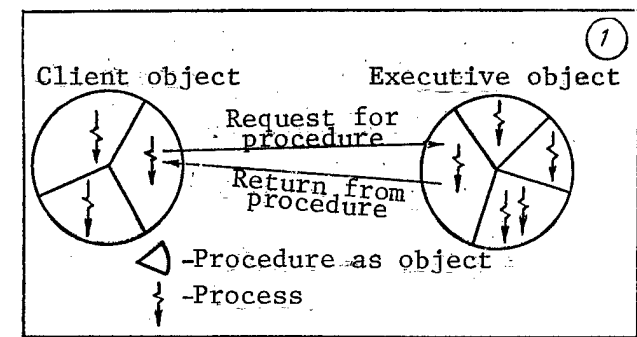 1
Client object
Executive object
Request for
procedure
Return from
procedure
-Procedure as object
-Process